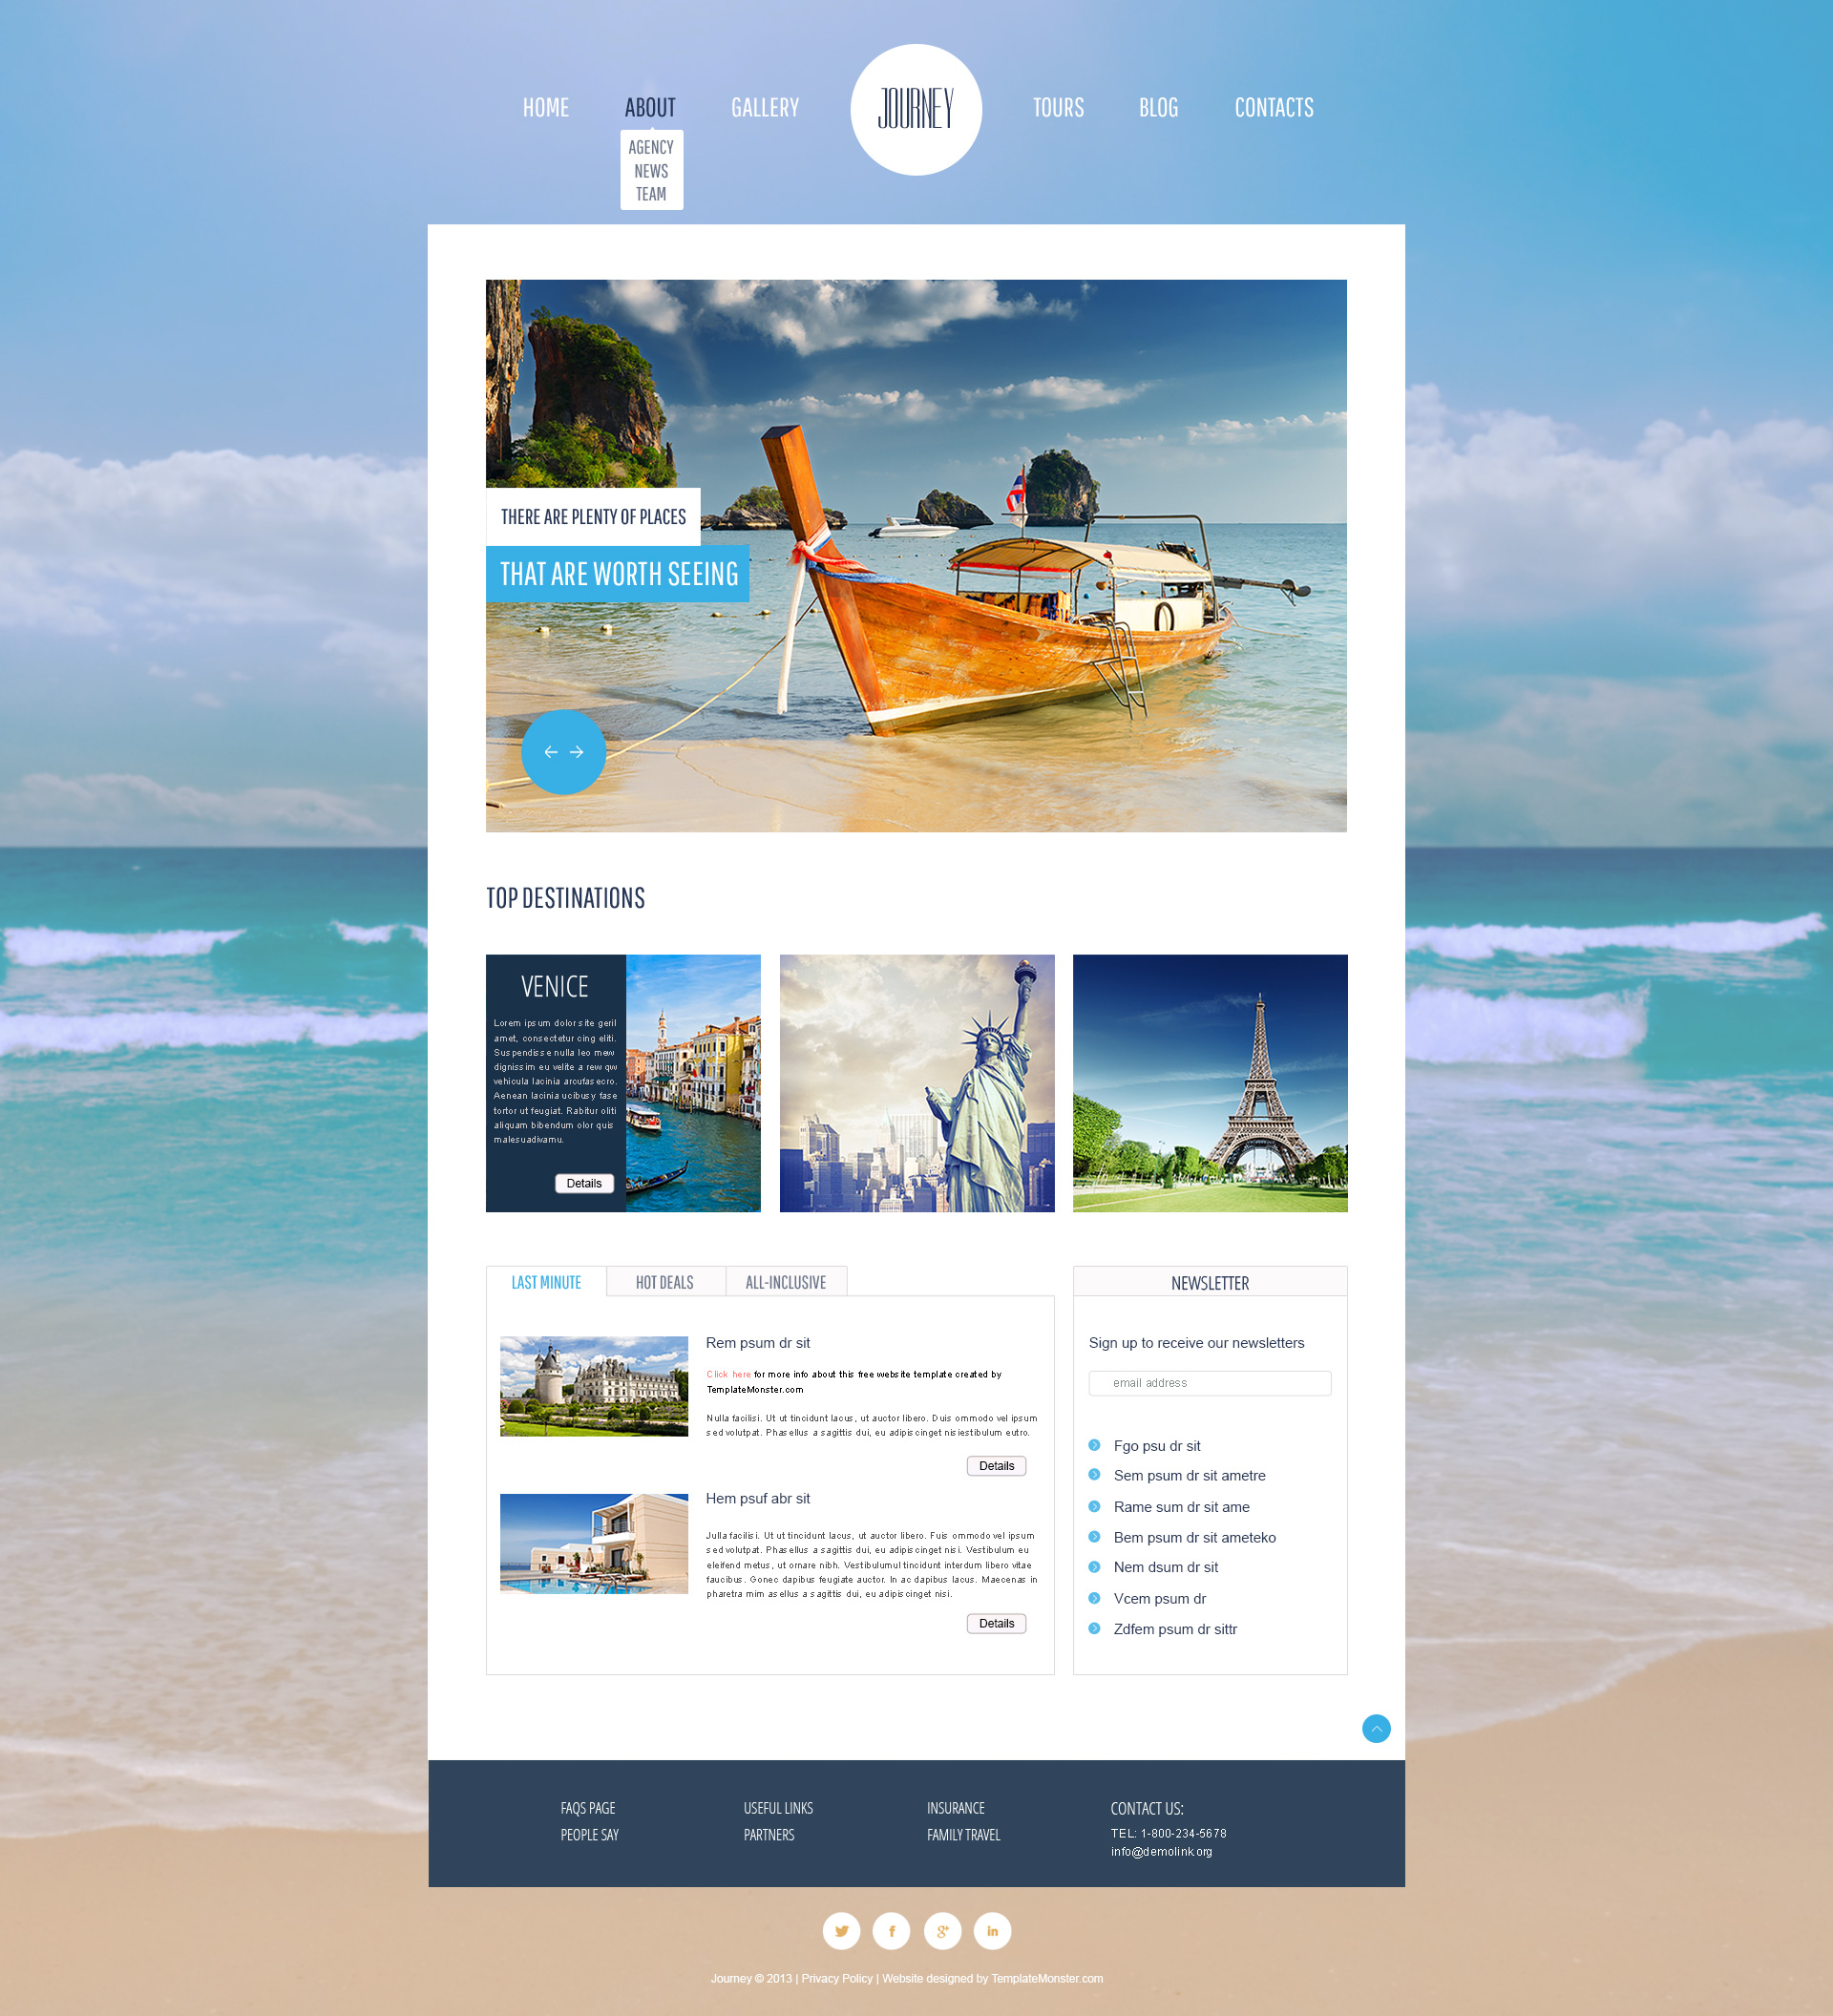 HOME
ABOUT
GALLERY
JOURNEY
TOURS
BLOG
CONTACTS
AGENCY
NEWS
TEAM
THERE ARE PLENTY OF PLACES
THAT ARE WORTH SEEING
TOP DESTINATIONS
VENICE
Lorem ipsum dolor site geril
amet, consectetur cing eliti.
Suspendisse nulla leo mew
dignissim eu velite a rew qw
vehicula lacinia arcufasecro.
Aenean lacinia ucibusy fase
tortor ut feugiat. Rabitur oliti
aliquam bibendum olor quis
malesuadivamu.
Details
LAST MINUTE
HOT DEALS
ALL-INCLUSIVE
Rem psum dr sit
Click here for more info about this free website template created by
TemplateMonster.com
Nulla facilisi. Ut ut tincidunt lacus, ut auctor libero. Duis ommodo vel ipsum
sed volutpat. Phasellus a sagittis dui, eu adipiscinget nisiestibulum eutro.
Details
Hem psuf abr sit
Julla facilisi. Ut ut tincidunt lacus, ut auctor libero. Fuis ommodo vel ipsum
sed volutpat. Phasellus a sagittis dui, eu adipiscinget nisi. Vestibulum eu
eleifend metus, ut ornare nibh. Vestibulumul tincidunt interdum libero vitae
faucibus. Gonec dapibus feugiate auctor. In ac dapibus lacus. Maecenas in
pharetra mim asellus a sagittis dui, eu adipiscinget nisi.
Details
NEWSLETTER
Sign up to receive our newsletters
email address
Fgo psu dr sit
Sem psum dr sit ametre
Rame sum dr sit ame
Bem psum dr sit ameteko
Nem dsum dr sit
Vcem psum dr
Zdfem psum dr sittr
FAQS PAGE
PEOPLE SAY
USEFUL LINKS
PARTNERS
INSURANCE
FAMILY TRAVEL
CONTACT US:
TEL: 1-800-234-5678
info@demolink.org
Journey © 2013 | Privacy Policy | Website designed by TemplateMonster.com